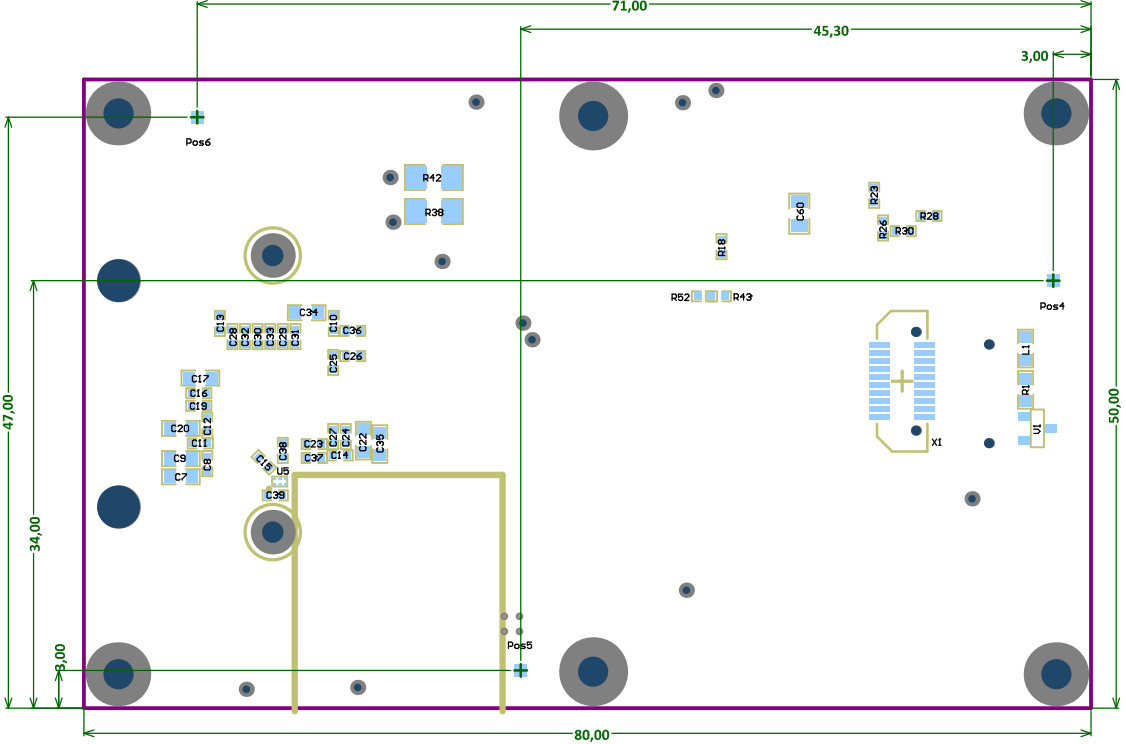 71,00
45,30
3,00
Pos6
R42
R38
C60
R23
R28
R26
R30
R18
Pos4
R52
R43
C34
C13
C10
C36
C28
C32
C30
C33
C29
C31
C25
C26
L1
C17
C16
C19
R1
47,00
50,00
C20
C12
C11
C27
C24
C22
C35
V1
X1
C38
C23
C37
C14
C9
C8
C15
C7
U5
C39
34,00
3,00
Pos5
80,00